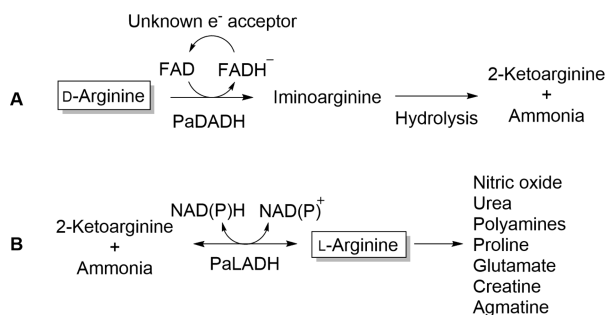 Unknown e⁻ acceptor
FAD FADH⁻
A D-Arginine Iminoarginine 2-Ketoarginine
+
Ammonia
PaDADH Hydrolysis
B 2-Ketoarginine
+
Ammonia
NAD(P)H NAD(P)⁺
PaLADH
L-Arginine
Nitric oxide
Urea
Polyamines
Proline
Glutamate
Creatine
Agmatine